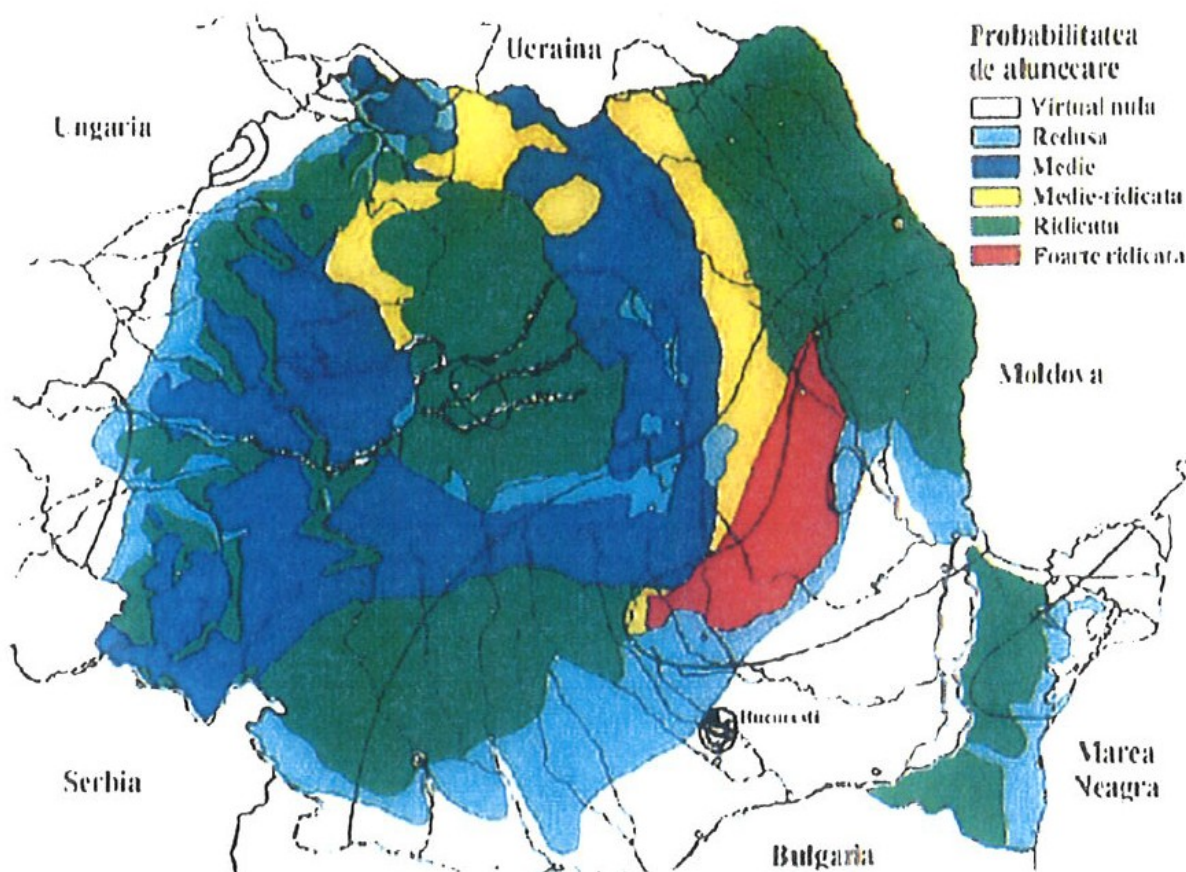 Ucraina
Probabilitatea
de alunecare
Virtual nula
Redusa
Medie
Medie-ridicata
Ridicata
Foarte ridicata
Ungaria
Moldova
Bucuresti
Serbia
Marea
Neagra
Bulgaria